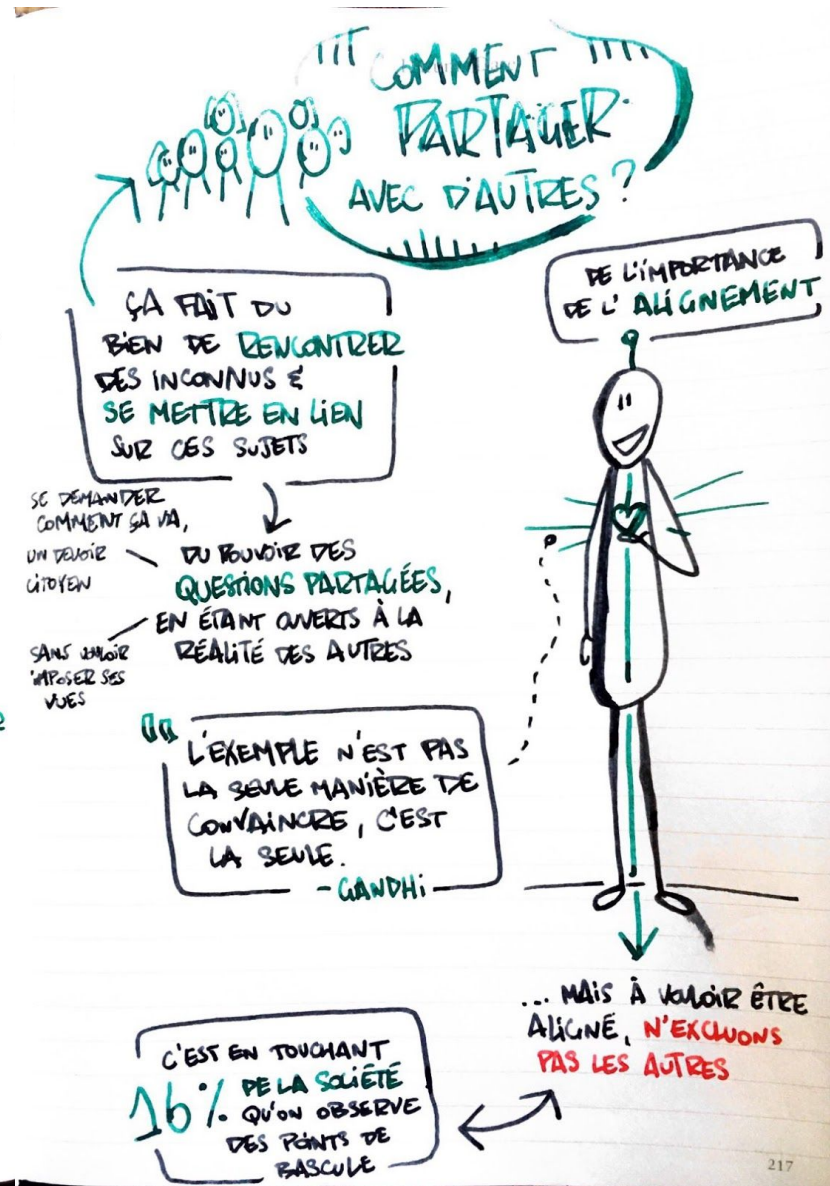 COMMENT
PARTAGER
AVEC D'AUTRES ?
DE L'IMPORTANCE
DE L' ALIGNEMENT
ÇA FAIT DU
BIEN DE RENCONTRER
DES INCONNUS &
SE METTRE EN LIEN
SUR CES SUJETS
SE DEMANDER
COMMENT ÇA VA,
UN DEVOIR
CITOYEN
DU POUVOIR DES
QUESTIONS PARTAGÉES,
EN ÉTANT OUVERTS À LA
RÉALITÉ DES AUTRES
SANS VOULOIR
IMPOSER SES
VUES
"L'EXEMPLE N'EST PAS
LA SEULE MANIÈRE DE
CONVAINCRE, C'EST
LA SEULE.
- GANDHI
... MAIS À VOULOIR ÊTRE
ALIGNÉ, N'EXCLUONS
PAS LES AUTRES
C'EST EN TOUCHANT
16% DE LA SOCIÉTÉ
QU'ON OBSERVE
DES POINTS DE
BASCULE
217